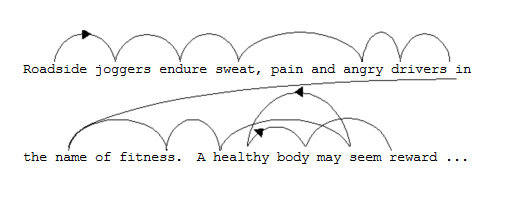 Roadside joggers endure sweat, pain and angry drivers in
the name of fitness. A healthy body may seem reward ...